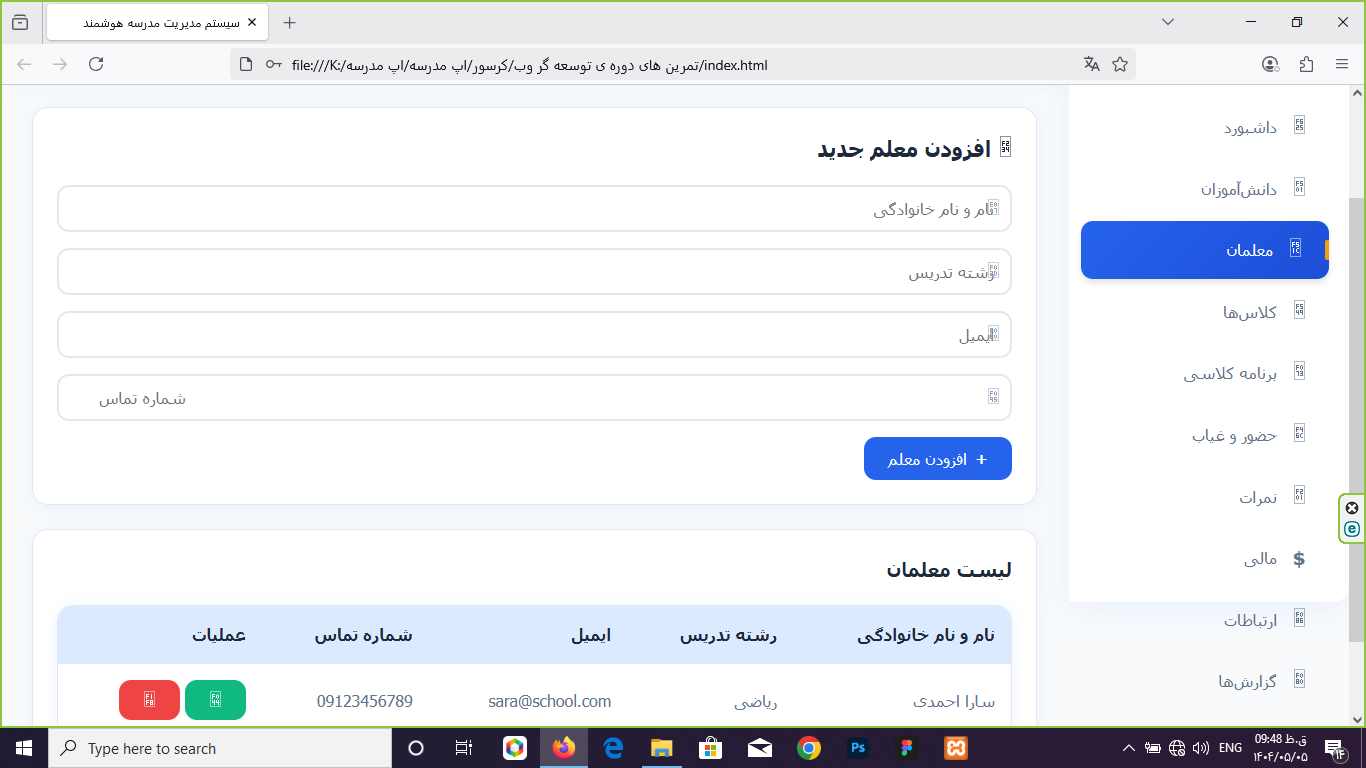 سیستم مدیریت مدرسه هوشمند
file:///K:/تمرین های دوره ی توسعه گر وب/کرسور/اپ مدرسه/اپ مدرسه/index.html
داشبورد
دانش‌آموزان
معلمان
کلاس‌ها
برنامه کلاسی
حضور و غیاب
نمرات
$ مالی
ارتباطات
گزارش‌ها
افزودن معلم جدید
نام و نام خانوادگی
رشته تدریس
ایمیل
شماره تماس
+ افزودن معلم
لیست معلمان
نام و نام خانوادگی رشته تدریس ایمیل شماره تماس عملیات
سارا احمدی ریاضی sara@school.com 09123456789
Type here to search
Ps
ENG
09:48 ق.ظ
۱۴۰۴/۰۵/۰۵
۱۴